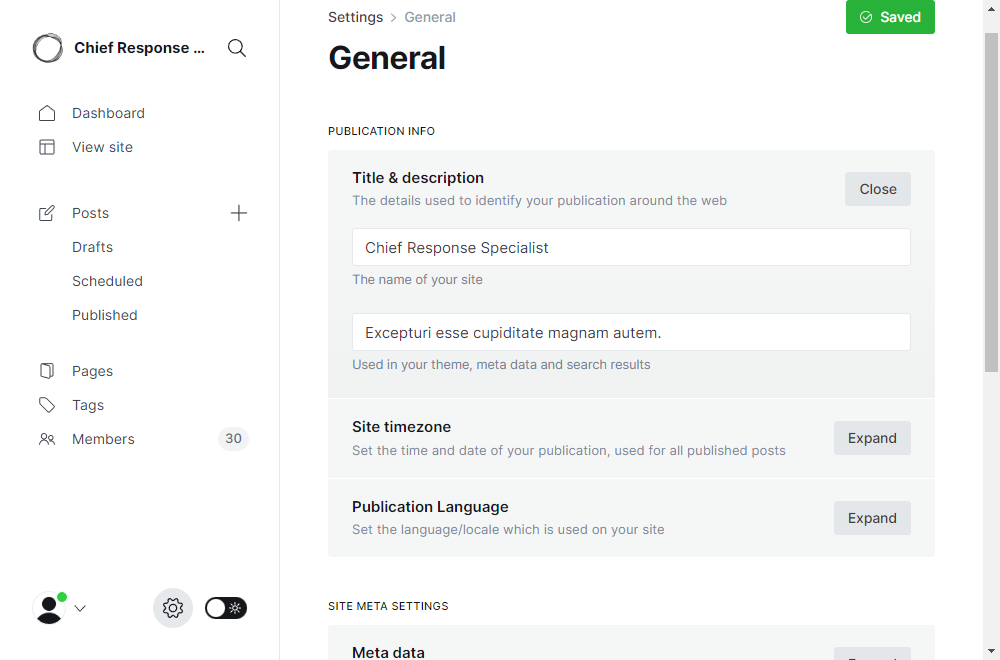 Chief Response ...
Dashboard
View site
Posts
Drafts
Scheduled
Published
Pages
Tags
Members
30
Settings
General
Saved
General
PUBLICATION INFO
Title & description
The details used to identify your publication around the web
Close
Chief Response Specialist
The name of your site
Excepturi esse cupiditate magnam autem.
Used in your theme, meta data and search results
Site timezone
Set the time and date of your publication, used for all published posts
Expand
Publication Language
Set the language/locale which is used on your site
Expand
SITE META SETTINGS
Meta data